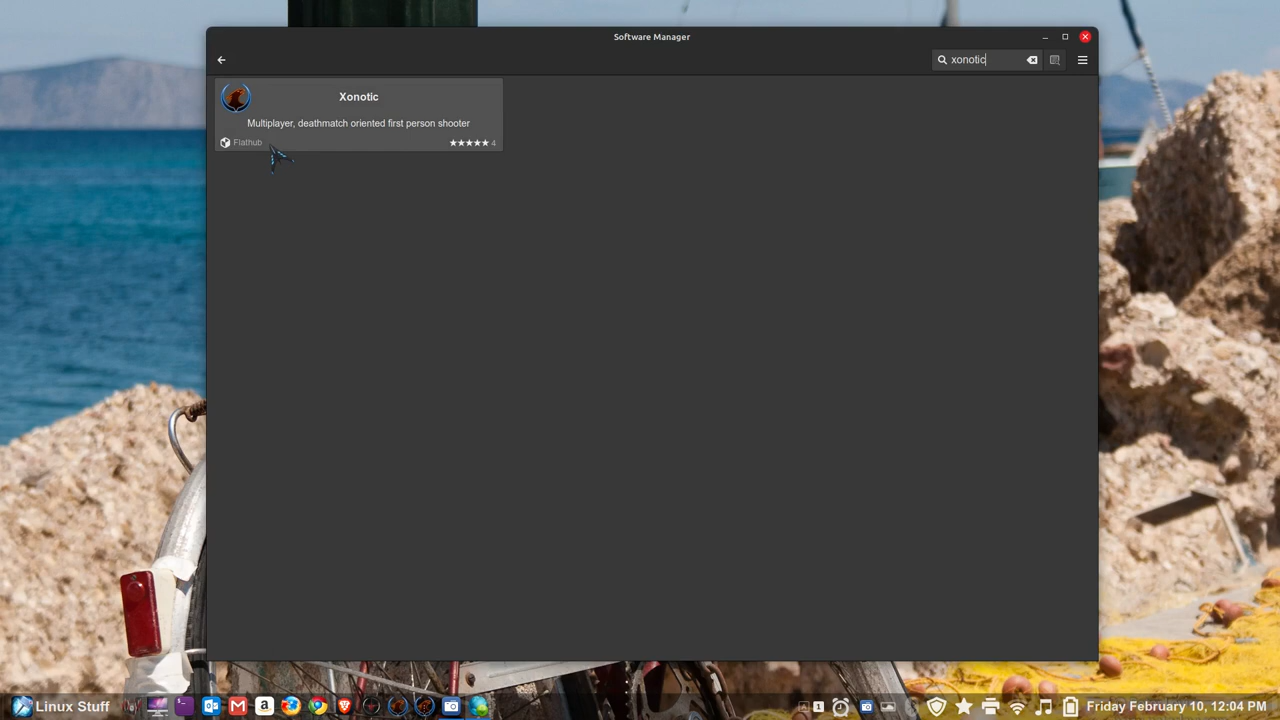 Software Manager
xonotic
Xonotic
Multiplayer, deathmatch oriented first person shooter
Flathub
4
Linux Stuff
1
Friday February 10, 12:04 PM